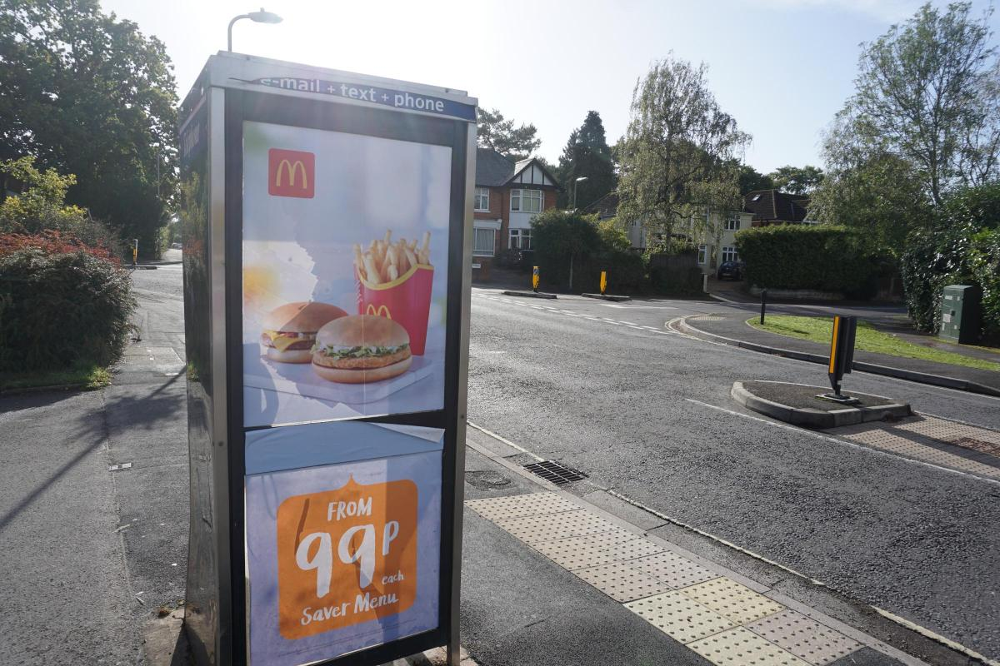 e-mail + text + phone
M
M
FROM
99P
each
Saver Menu